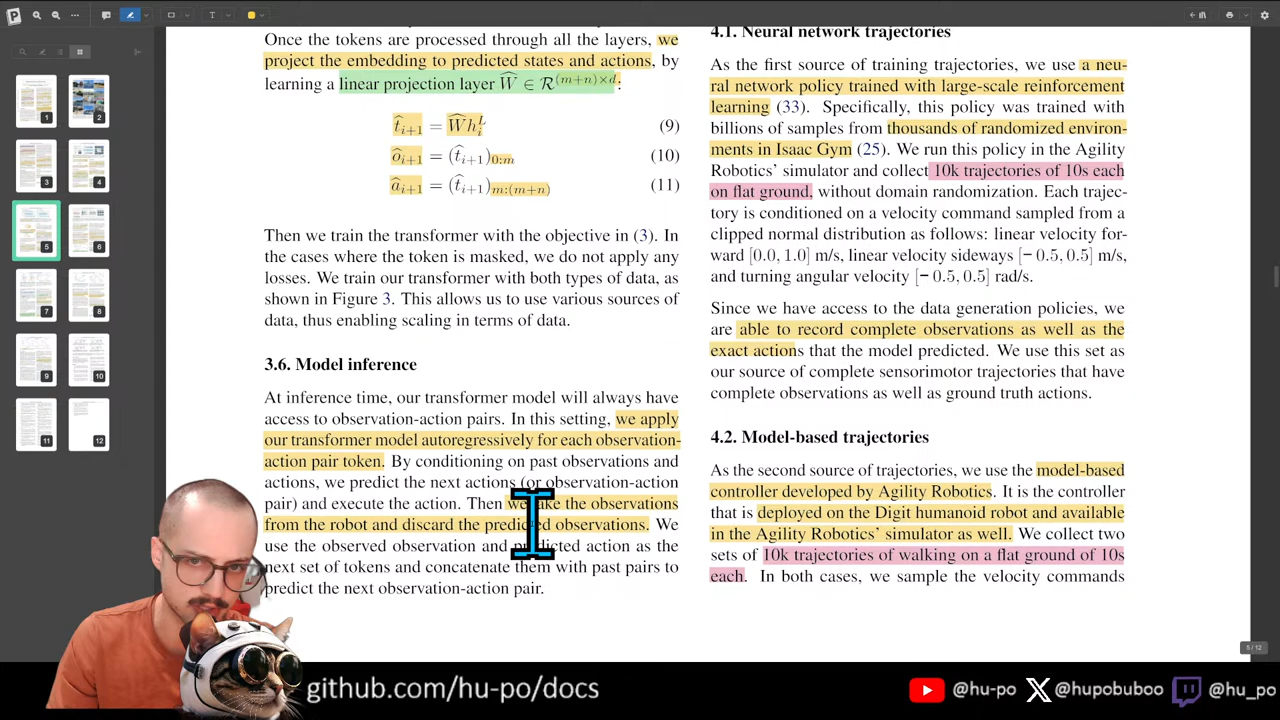 Once the tokens are processed through all the layers, we
project the embedding to predicted states and actions, by
learning a linear projection layer Ŵ ∈ R^{(m+n)×d}:
t̂_{i+1} = Ŵh_i^L (9)
ô_{i+1} = (t̂_{i+1})_{0:m} (10)
â_{i+1} = (t̂_{i+1})_{m:(m+n)} (11)
Then we train the transformer with the objective in (3). In
the cases where the token is masked, we do not apply any
losses. We train our transformer with both types of data, as
shown in Figure 3. This allows us to use various sources of
data, thus enabling scaling in terms of data.
3.6. Model inference
At inference time, our transformer model will always have
access to observation-action pairs. In this setting, we apply
our transformer model autoregressively for each observation-
action pair token. By conditioning on past observations and
actions, we predict the next actions (or observation-action
pair) and execute the action. Then we take the observations
from the robot and discard the predicted observations. We
use the observed observation and predicted action as the
next set of tokens and concatenate them with past pairs to
predict the next observation-action pair.
4.1. Neural network trajectories
As the first source of training trajectories, we use a neu-
ral network policy trained with large-scale reinforcement
learning (33). Specifically, this policy was trained with
billions of samples from thousands of randomized environ-
ments in Isaac Gym (25). We run this policy in the Agility
Robotics' simulator and collect 10k trajectories of 10s each
on flat ground, without domain randomization. Each trajec-
tory is conditioned on a velocity command sampled from a
clipped normal distribution as follows: linear velocity for-
ward [0.0, 1.0] m/s, linear velocity sideways [−0.5, 0.5] m/s,
and turning angular velocity [−0.5, 0.5] rad/s.
Since we have access to the data generation policies, we
are able to record complete observations as well as the
exact actions that the model predicted. We use this set as
our source of complete sensorimotor trajectories that have
complete observations as well as ground truth actions.
4.2. Model-based trajectories
As the second source of trajectories, we use the model-based
controller developed by Agility Robotics. It is the controller
that is deployed on the Digit humanoid robot and available
in the Agility Robotics' simulator as well. We collect two
sets of 10k trajectories of walking on a flat ground of 10s
each. In both cases, we sample the velocity commands
1
2
3
4
5
6
7
8
9
10
11
12
5 / 12
github.com/hu-po/docs
@hu-po
@hupobuboo
@hu_po